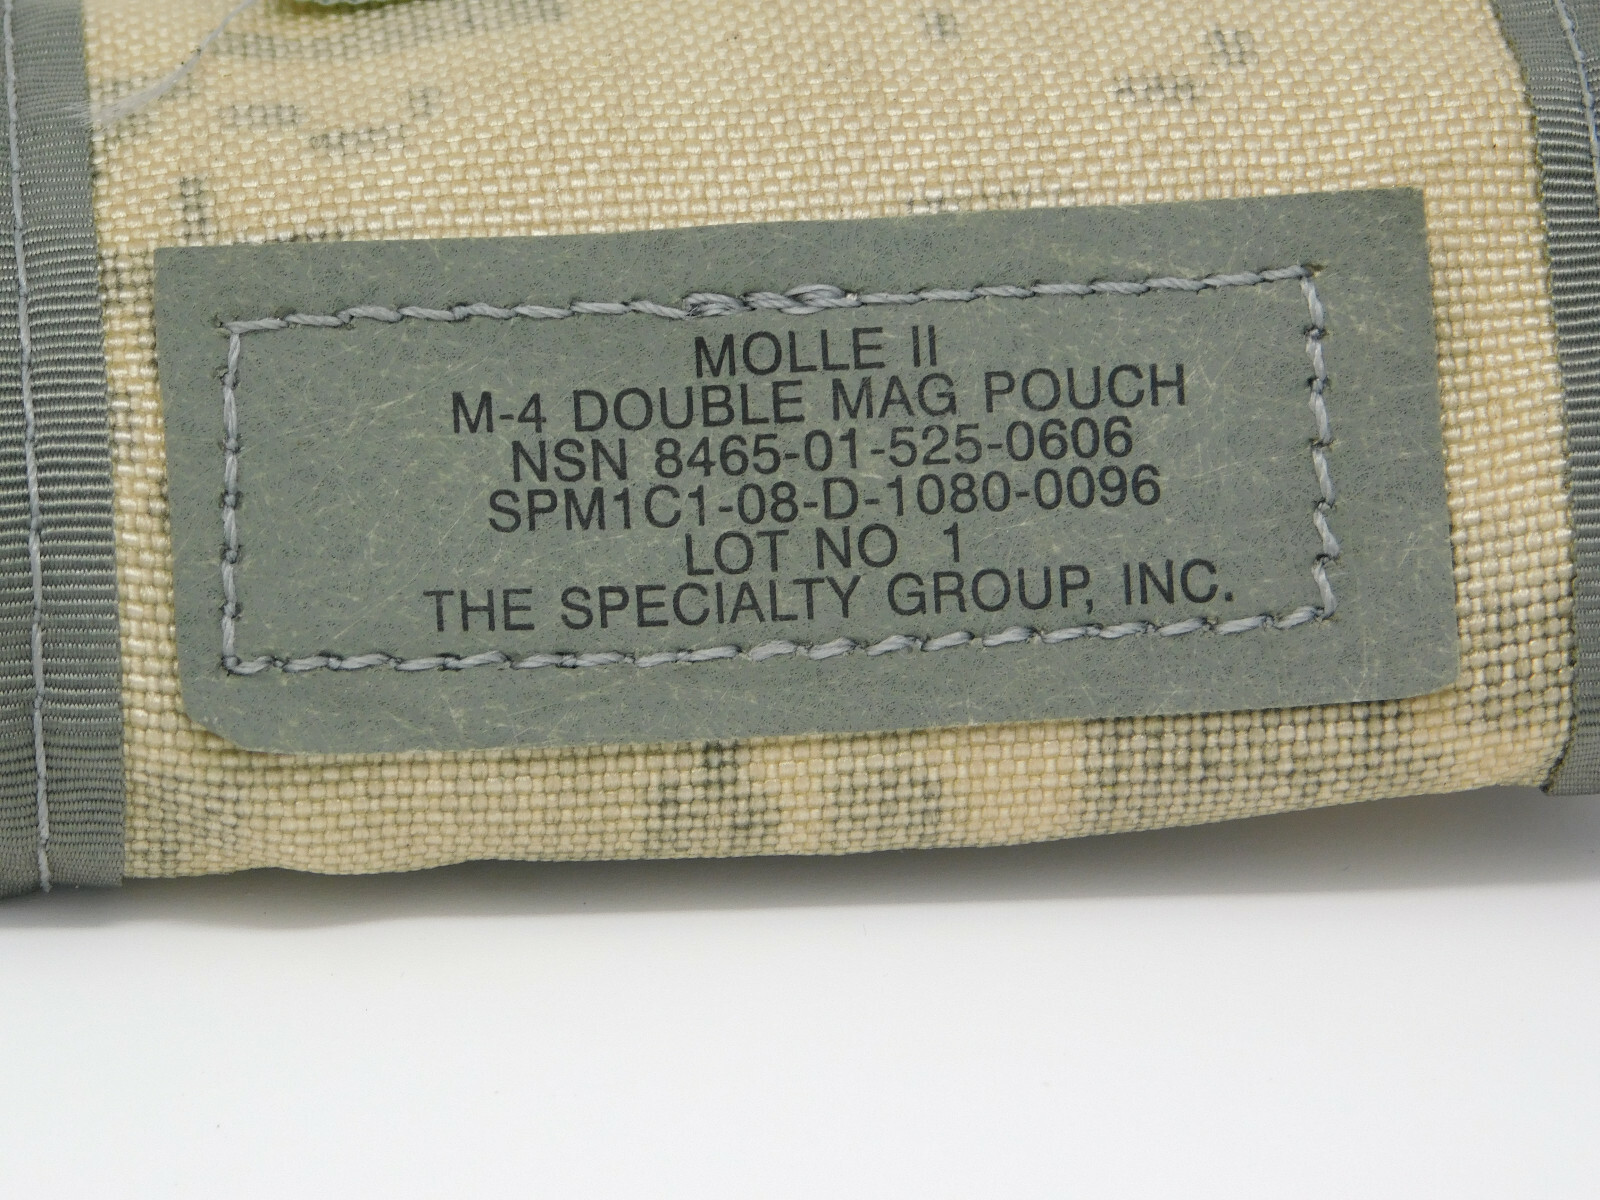 MOLLE II
M-4 DOUBLE MAG POUCH
NSN 8465-01-525-0606
SPM1C1-08-D-1080-0096
LOT NO 1
THE SPECIALTY GROUP, INC.